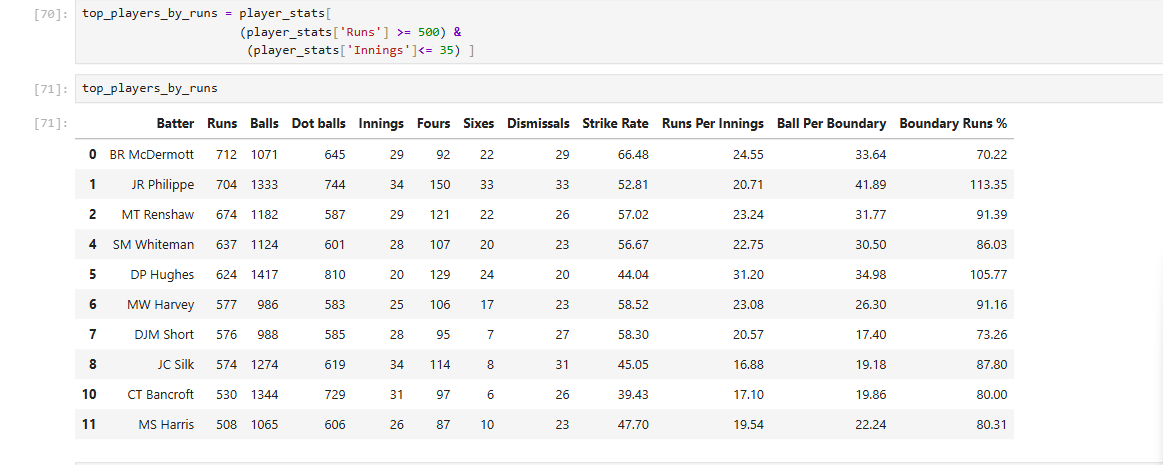 [70]: top_players_by_runs = player_stats[
(player_stats['Runs'] >= 500) &
(player_stats['Innings']<= 35) ]
[71]: top_players_by_runs
[71]:
Batter Runs Balls Dot balls Innings Fours Sixes Dismissals Strike Rate Runs Per Innings Ball Per Boundary Boundary Runs %
0 BR McDermott 712 1071 645 29 92 22 29 66.48 24.55 33.64 70.22
1 JR Philippe 704 1333 744 34 150 33 33 52.81 20.71 41.89 113.35
2 MT Renshaw 674 1182 587 29 121 22 26 57.02 23.24 31.77 91.39
4 SM Whiteman 637 1124 601 28 107 20 23 56.67 22.75 30.50 86.03
5 DP Hughes 624 1417 810 20 129 24 20 44.04 31.20 34.98 105.77
6 MW Harvey 577 986 583 25 106 17 23 58.52 23.08 26.30 91.16
7 DJM Short 576 988 585 28 95 7 27 58.30 20.57 17.40 73.26
8 JC Silk 574 1274 619 34 114 8 31 45.05 16.88 19.18 87.80
10 CT Bancroft 530 1344 729 31 97 6 26 39.43 17.10 19.86 80.00
11 MS Harris 508 1065 606 26 87 10 23 47.70 19.54 22.24 80.31